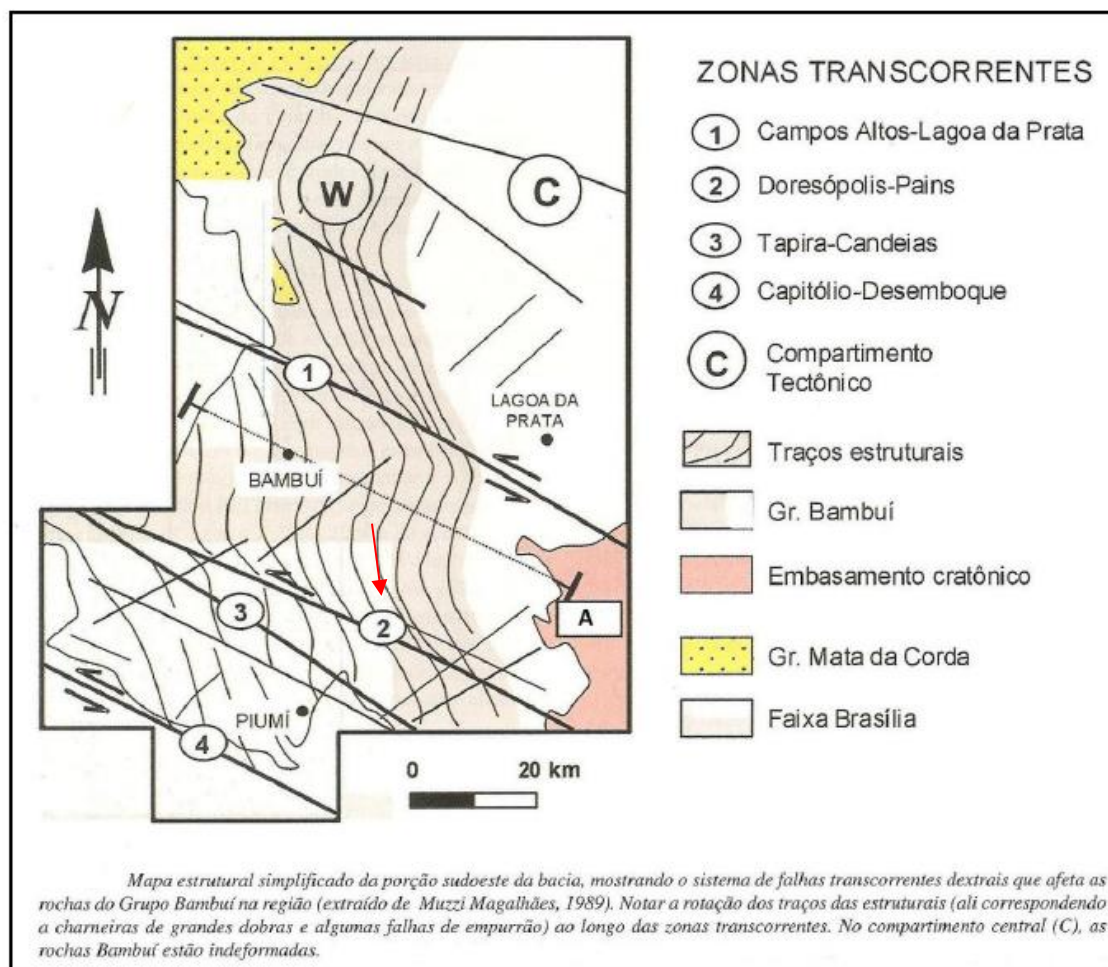 ZONAS TRANSCORRENTES
1 Campos Altos-Lagoa da Prata
2 Doresópolis-Pains
3 Tapira-Candeias
4 Capitólio-Desemboque
C Compartimento
Tectônico
Traços estruturais
Gr. Bambuí
Embasamento cratônico
Gr. Mata da Corda
Faixa Brasília
W
C
N
1
LAGOA DA
PRATA
BAMBUÍ
3
2
A
PIUMÍ
4
0 20 km
Mapa estrutural simplificado da porção sudoeste da bacia, mostrando o sistema de falhas transcorrentes dextrais que afeta as
rochas do Grupo Bambuí na região (extraído de Muzzi Magalhães, 1989). Notar a rotação dos traços das estruturais (ali correspondendo
a charneiras de grandes dobras e algumas falhas de empurrão) ao longo das zonas transcorrentes. No compartimento central (C), as
rochas Bambuí estão indeformadas.